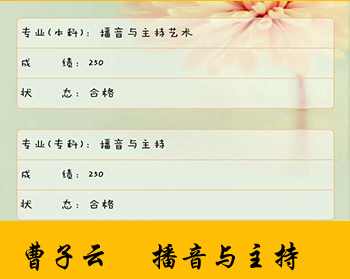 专业(本科): 播音与主持艺术
成 绩: 230
状 态: 合格
专业(专科): 播音与主持
成 绩: 230
状 态: 合格
曹子云 播音与主持